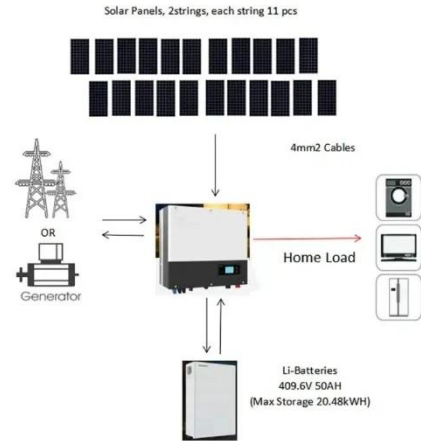 Solar Panels, 2strings, each string 11 pcs
4mm2 Cables
OR
Generator
Home Load
Li-Batteries
409.6V 50AH
(Max Storage 20.48kWH)